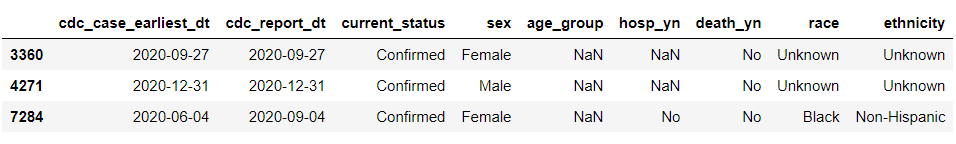 cdc_case_earliest_dt cdc_report_dt current_status sex age_group hosp_yn death_yn race ethnicity
3360 2020-09-27 2020-09-27 Confirmed Female NaN NaN No Unknown Unknown
4271 2020-12-31 2020-12-31 Confirmed Male NaN NaN No Unknown Unknown
7284 2020-06-04 2020-09-04 Confirmed Female NaN No No Black Non-Hispanic